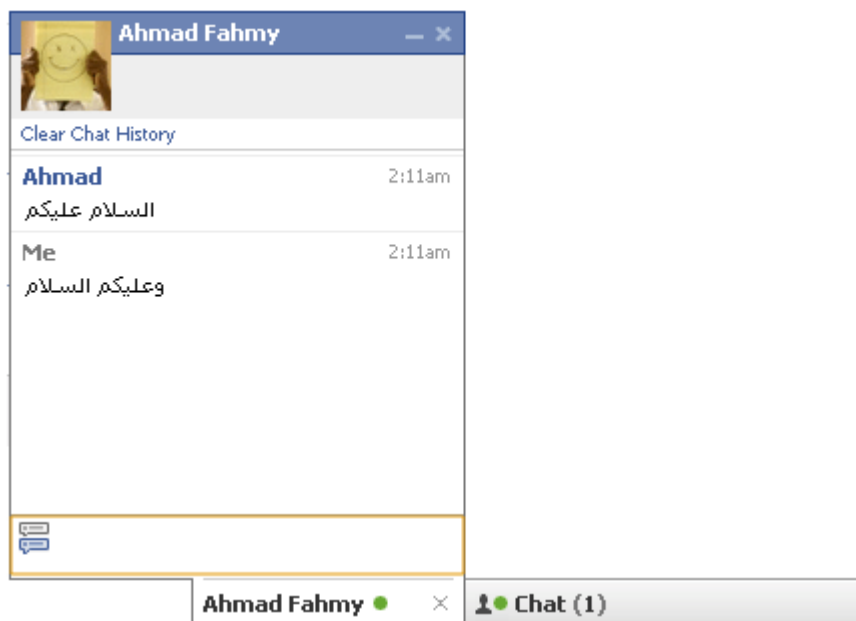 Ahmad Fahmy
Clear Chat History
Ahmad 2:11am
السلام عليكم
Me 2:11am
وعليكم السلام
Ahmad Fahmy
Chat (1)